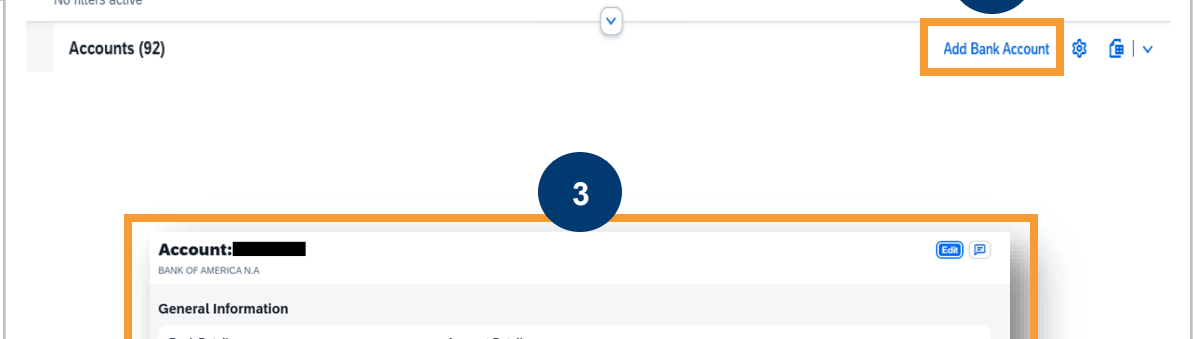 No filters active
Accounts (92)
Add Bank Account
3
Account:
Edit
BANK OF AMERICA N.A
General Information